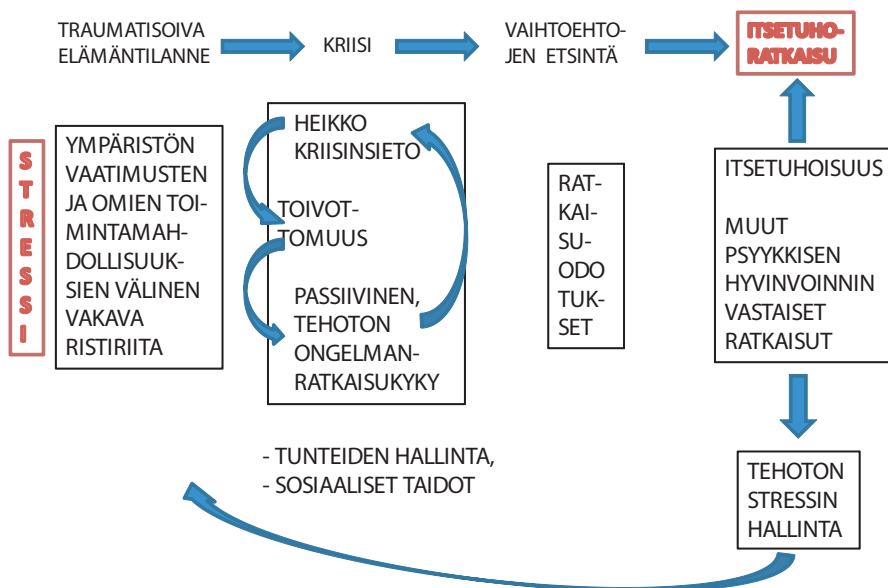 TRAUMATISOIVA
ELÄMÄNTILANNE
KRIISI
VAIHTOEHTO-
JEN ETSINTÄ
ITSETUHO-
RATKAISU
STRESSI
YMPÄRISTÖN
VAATIMUSTEN
JA OMIEN TOI-
MINTAMAH-
DOLLISUUK-
SIEN VÄLINEN
VAKAVA
RISTIRIITA
HEIKKO
KRIISINSIETO
TOIVOT-
TOMUUS
PASSIIVINEN,
TEHOTON
ONGELMAN-
RATKAISUKYKY
RAT-
KAI-
SU-
ODO
TUK-
SET
ITSETUHOISUUS
MUUT
PSYYKKISEN
HYVINVOINNIN
VASTAISET
RATKAISUT
- TUNTEIDEN HALLINTA,
- SOSIAALISET TAIDOT
TEHOTON
STRESSIN
HALLINTA